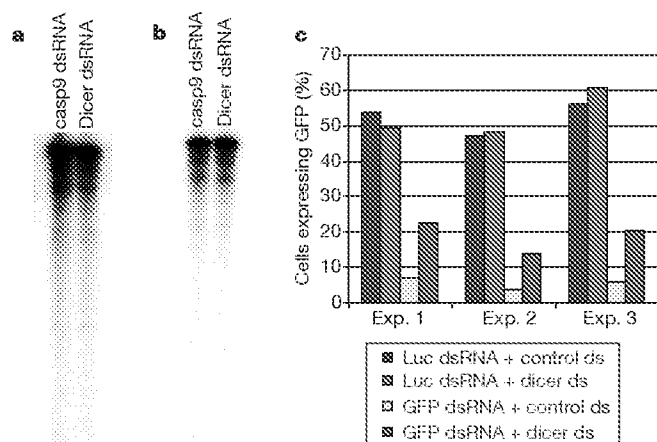 a
casp9 dsRNA
Dicer dsRNA
b
casp9 dsRNA
Dicer dsRNA
c
Cells expressing GFP (%)
70
60
50
40
30
20
10
0
Exp. 1
Exp. 2
Exp. 3
Luc dsRNA + control ds
Luc dsRNA + dicer ds
GFP dsRNA + control ds
GFP dsRNA + dicer ds